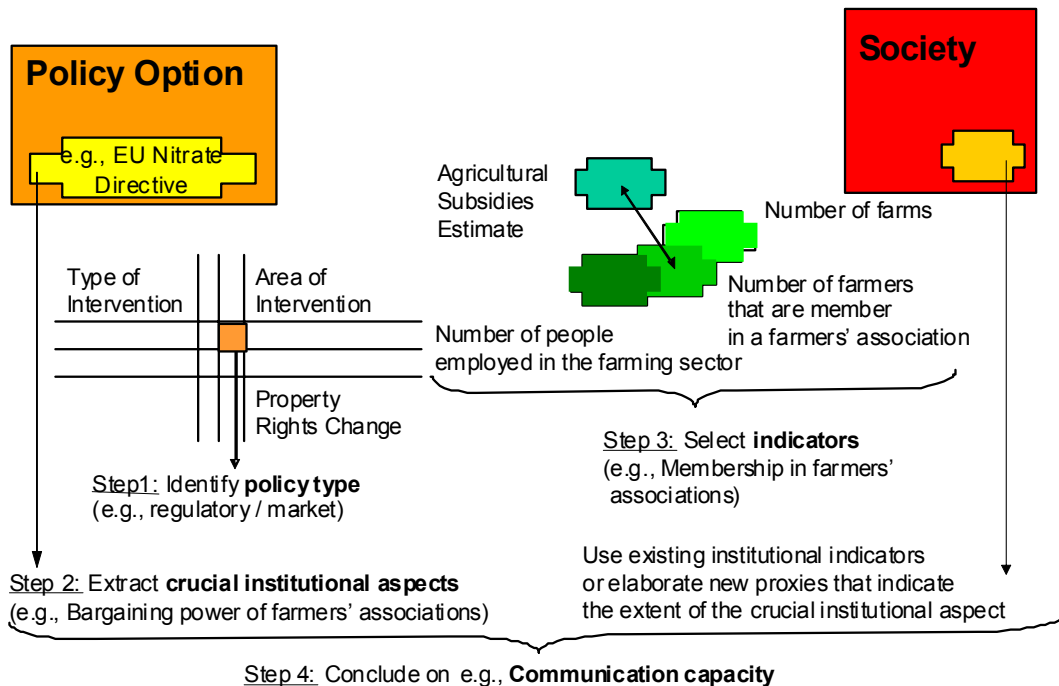 Policy Option
e.g., EU Nitrate
Directive
Society
Agricultural
Subsidies
Estimate
Number of farms
Type of
Intervention
Area of
Intervention
Number of farmers
that are member
in a farmers' association
Number of people
employed in the farming sector
Property
Rights Change
Step 3: Select indicators
(e.g., Membership in farmers'
associations)
Step1: Identify policy type
(e.g., regulatory / market)
Use existing institutional indicators
or elaborate new proxies that indicate
the extent of the crucial institutional aspect
Step 2: Extract crucial institutional aspects
(e.g., Bargaining power of farmers' associations)
Step 4: Conclude on e.g., Communication capacity